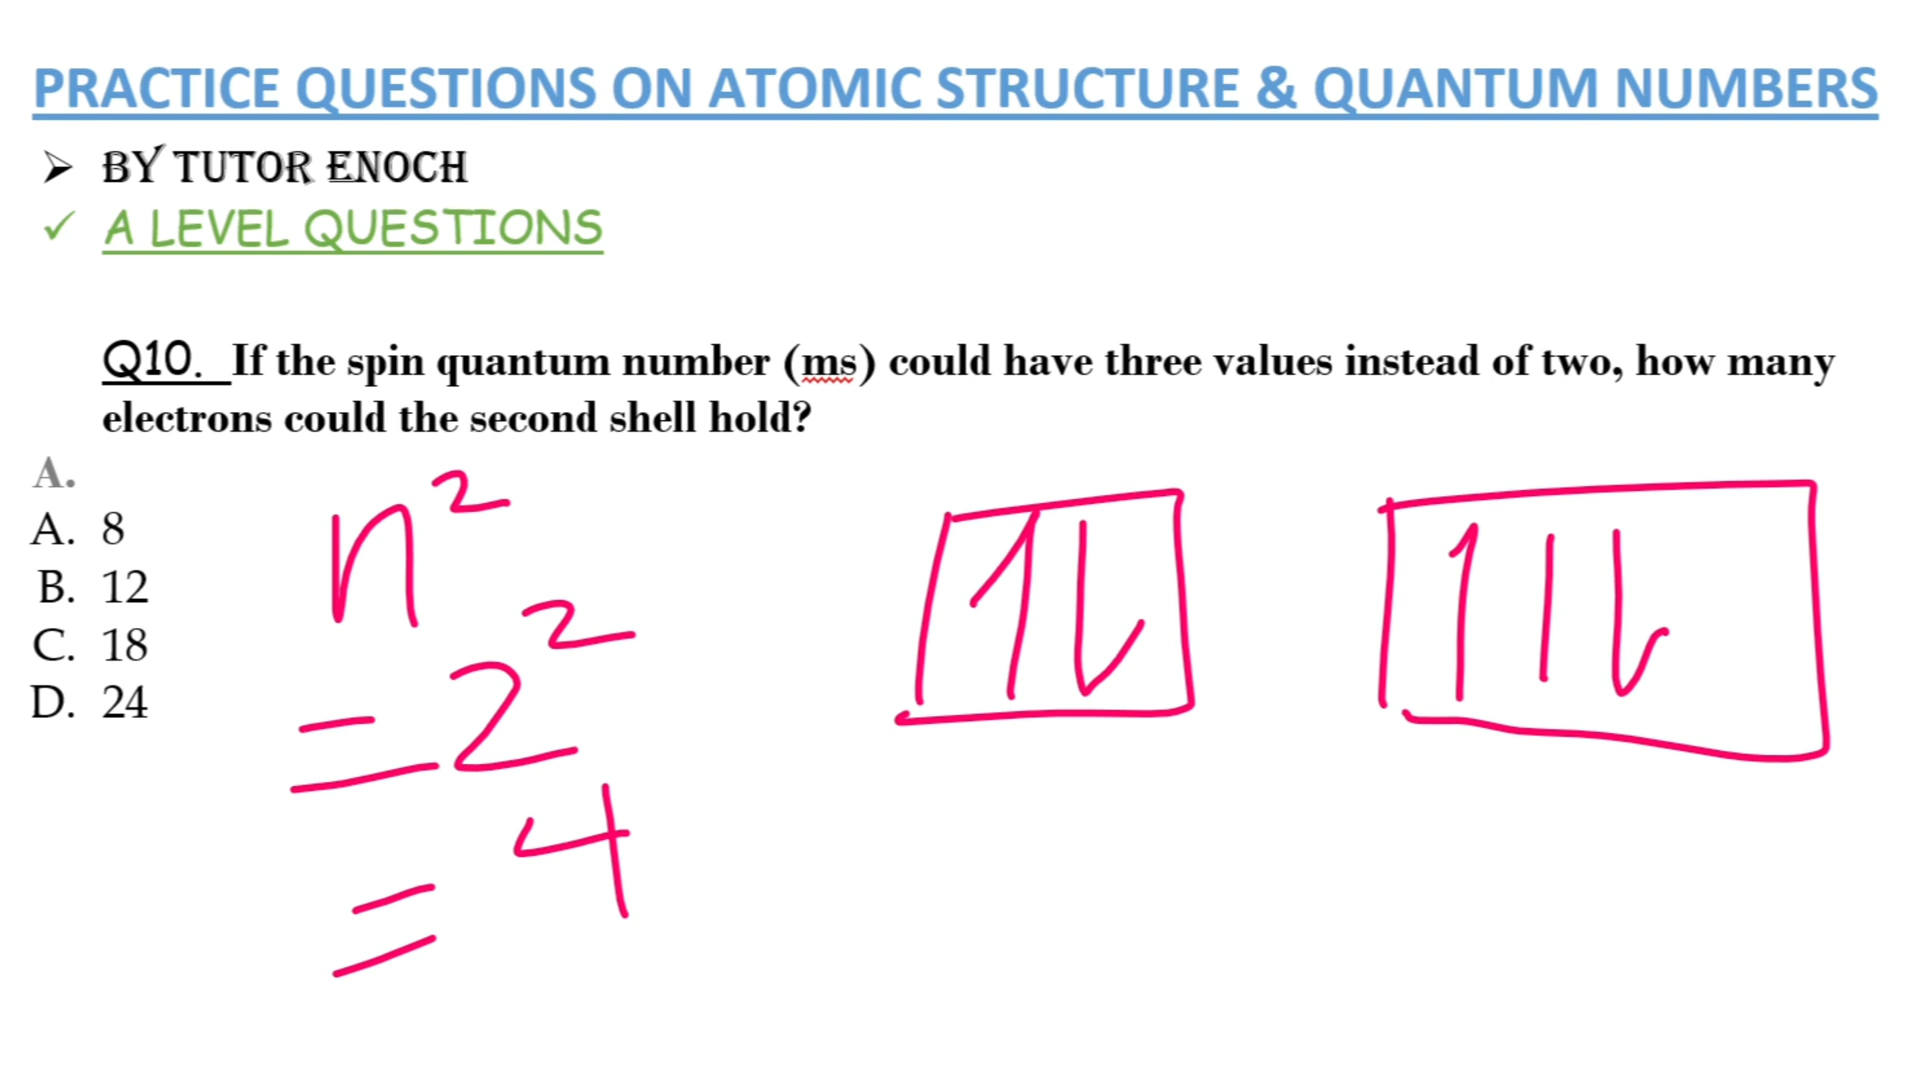 PRACTICE QUESTIONS ON ATOMIC STRUCTURE & QUANTUM NUMBERS
➢ BY TUTOR ENOCH
✓ A LEVEL QUESTIONS
Q10. If the spin quantum number (ms) could have three values instead of two, how many
electrons could the second shell hold?
A.
A. 8
B. 12
C. 18
D. 24
n²
= 2²
= 4